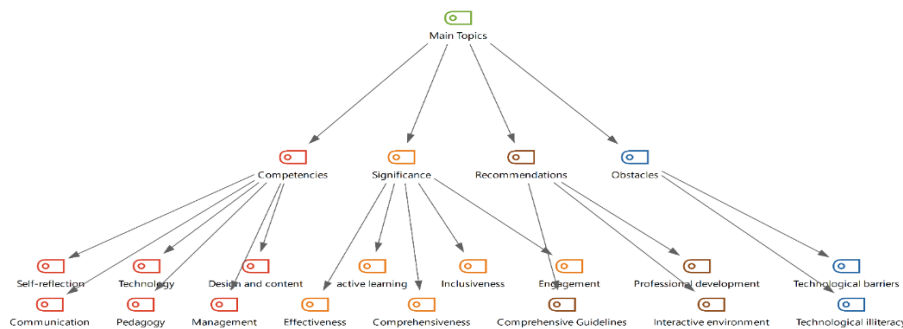 Main Topics
Competencies
Significance
Recommendations
Obstacles
Self-reflection
Technology
Design and content
active learning
Inclusiveness
Engagement
Professional development
Technological barriers
Communication
Pedagogy
Management
Effectiveness
Comprehensiveness
Comprehensive Guidelines
Interactive environment
Technological illiteracy